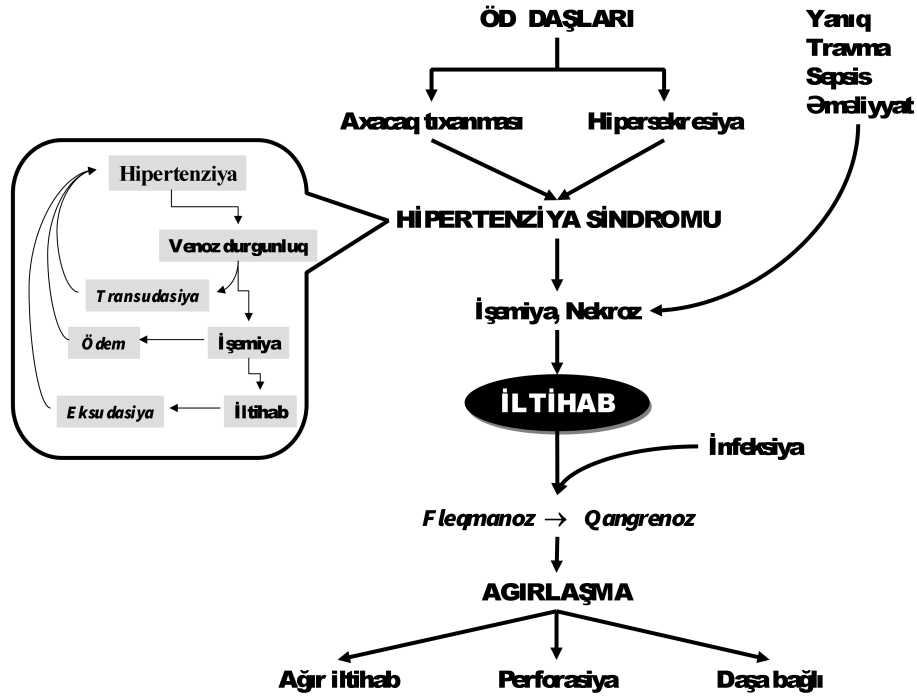 ÖD DAŞLARI
Yanıq
Travma
Sepsis
Əməliyyat
Axacaq tıxanması
Hipersekresiya
Hipertenziya
Venoz durgunluq
Transudasiya
Ödem
İşemiya
Eksudasiya
İltihab
HİPERTENZİYA SİNDROMU
İşemiya, Nekroz
İLTİHAB
İnfeksiya
Fleqmanoz → Qangrenoz
AGIRLAŞMA
Ağır iltihab
Perforasiya
Daşa bağlı